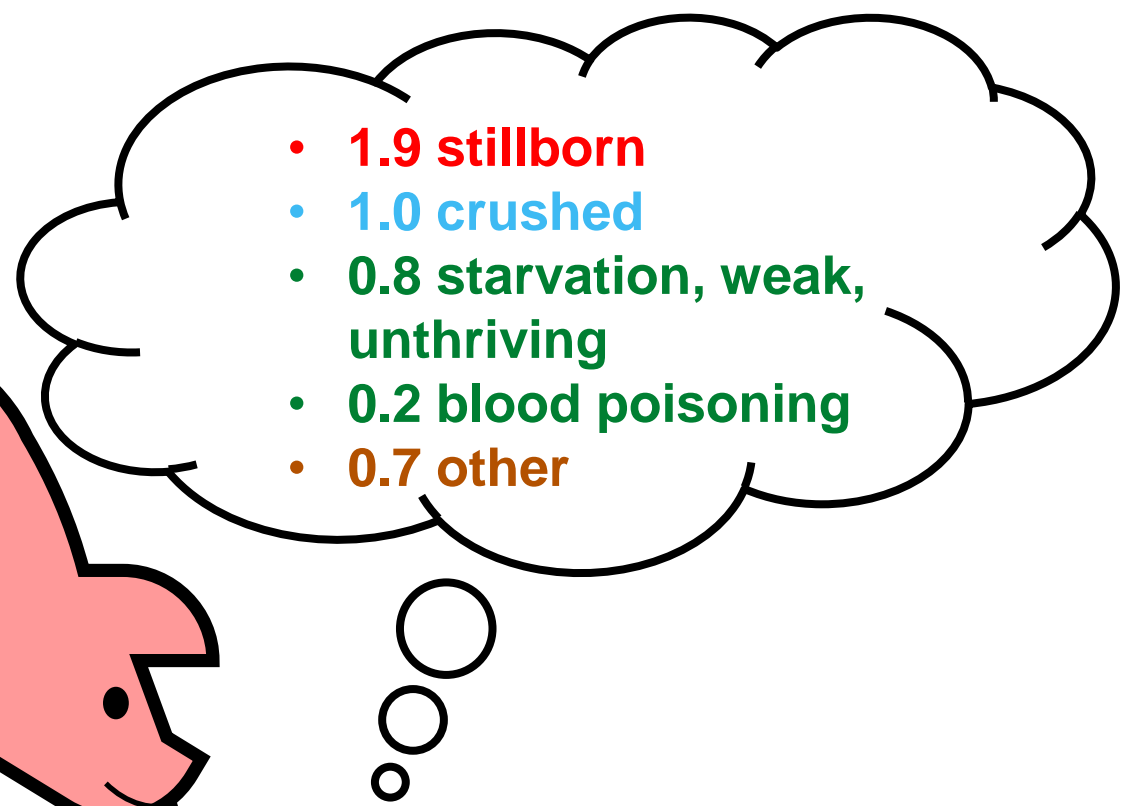 • 1.9 stillborn
• 1.0 crushed
• 0.8 starvation, weak,
unthriving
• 0.2 blood poisoning
• 0.7 other